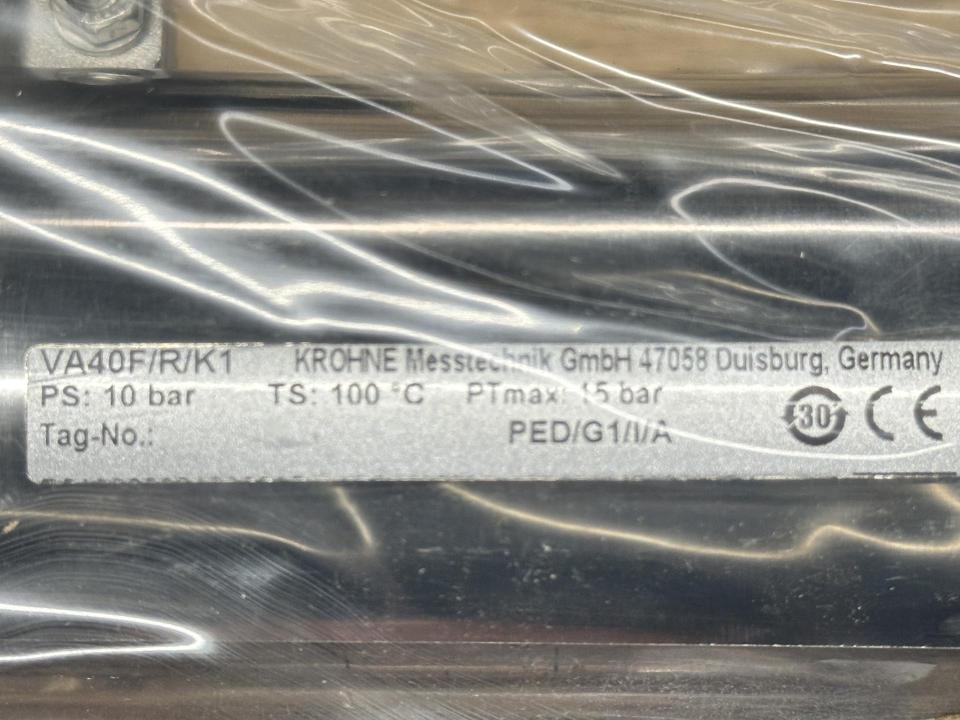 VA40F/R/K1 KROHNE Messtechnik GmbH 47058 Duisburg, Germany
PS: 10 bar TS: 100 °C PTmax: 15 bar
Tag-No.: PED/G1/I/A 30 CE